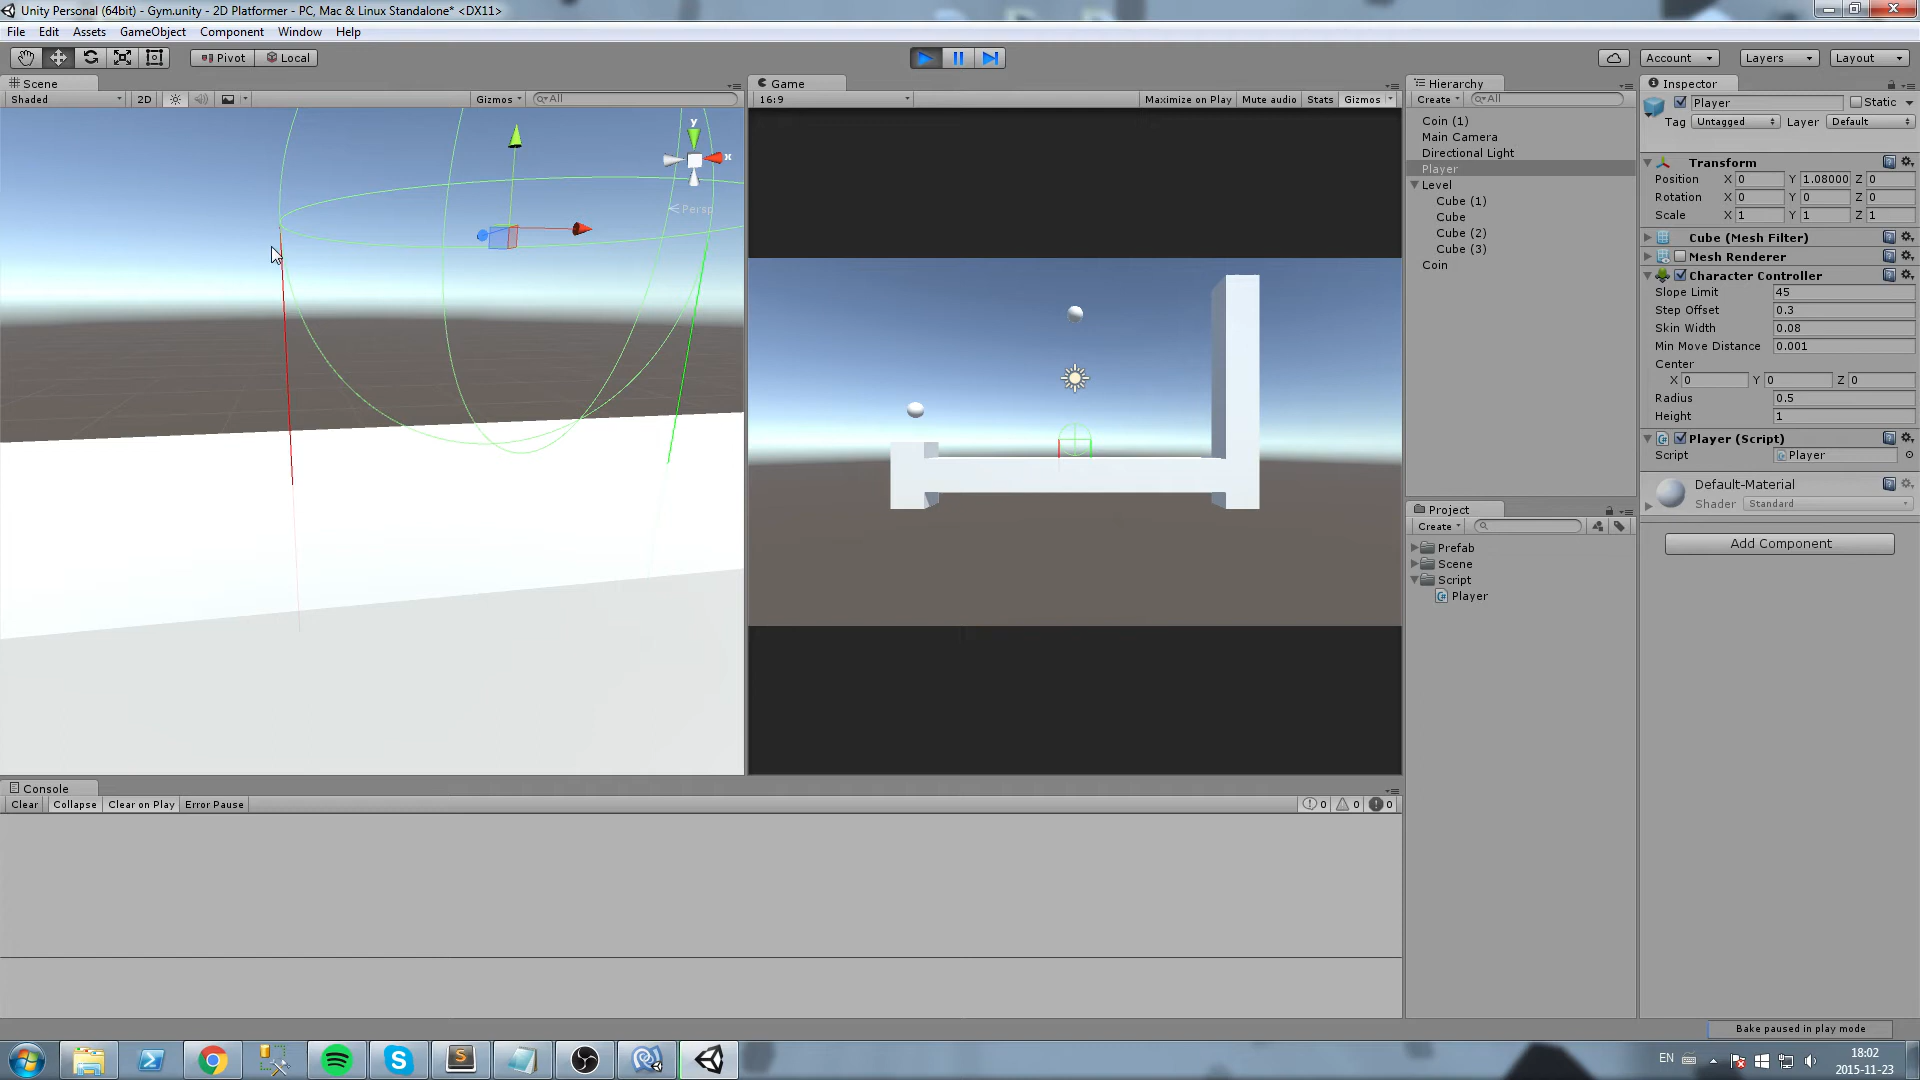 Unity Personal (64bit) - Gym.unity - 2D Platformer - PC, Mac & Linux Standalone* <DX11>
File Edit Assets GameObject Component Window Help
Pivot Local Account Layers Layout
Scene Game Hierarchy Inspector
Shaded 2D Gizmos All 16:9 Maximize on Play Mute audio Stats Gizmos Create All
Player Static
Tag Untagged Layer Default
Coin (1)
Main Camera
Directional Light
Player
Level
Cube (1)
Cube
Cube (2)
Cube (3)
Coin
y
x
Persp
Transform
Position X 0 Y 1.08000 Z 0
Rotation X 0 Y 0 Z 0
Scale X 1 Y 1 Z 1
Cube (Mesh Filter)
Mesh Renderer
Character Controller
Slope Limit 45
Step Offset 0.3
Skin Width 0.08
Min Move Distance 0.001
Center
X 0 Y 0 Z 0
Radius 0.5
Height 1
Player (Script)
Script Player
Default-Material
Shader Standard
Add Component
Project
Create
Prefab
Scene
Script
Player
Console
Clear Collapse Clear on Play Error Pause 0 0 0
Bake paused in play mode
EN 18:02
2015-11-23